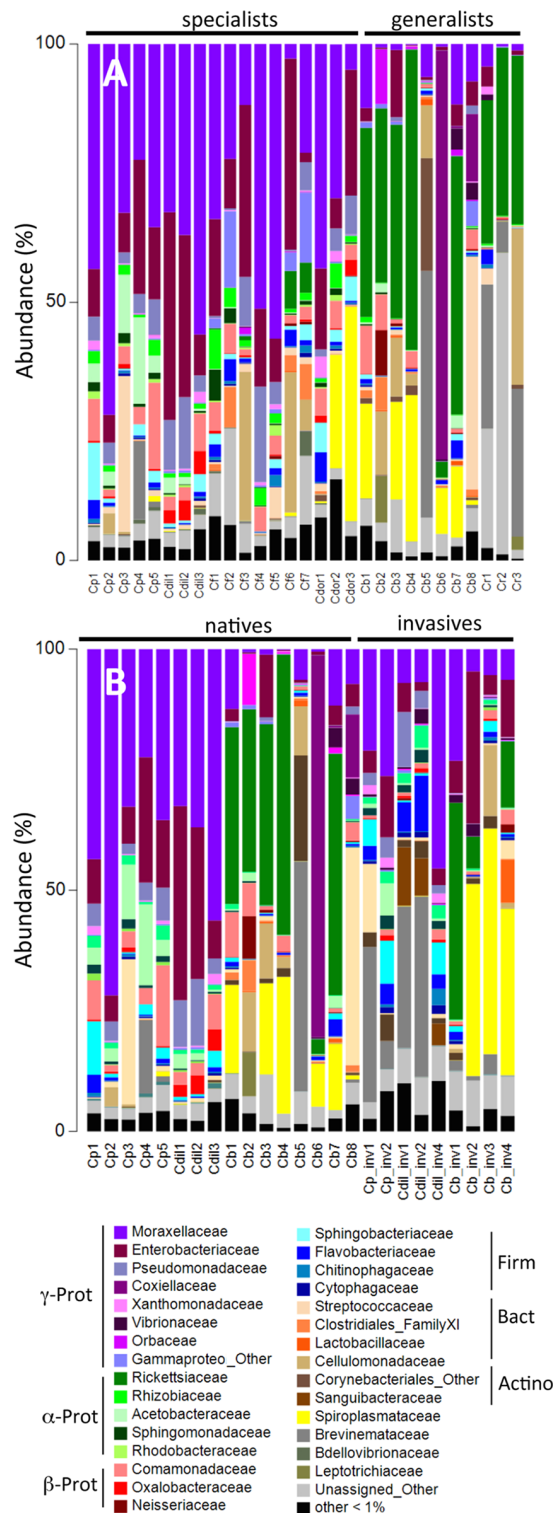 specialists generalists
A
100
50
0
Abundance (%)
Cp1 Cp2 Cp3 Cp4 Cp5 Cdil1 Cdil2 Cdil3 Cf1 Cf2 Cf3 Cf4 Cf5 Cf6 Cf7 Cdor1 Cdor2 Cdor3 Cb1 Cb2 Cb3 Cb4 Cb5 Cb6 Cb7 Cb8 Cr1 Cr2 Cr3
natives invasives
B
100
50
0
Abundance (%)
Cp1 Cp2 Cp3 Cp4 Cp5 Cdil1 Cdil2 Cdil3 Cb1 Cb2 Cb3 Cb4 Cb5 Cb6 Cb7 Cb8 Cp_inv1 Cp_inv2 Cdil_inv1 Cdil_inv2 Cdil_inv4 Cb_inv1 Cb_inv2 Cb_inv3 Cb_inv4
γ-Prot
Moraxellaceae
Enterobacteriaceae
Pseudomonadaceae
Coxiellaceae
Xanthomonadaceae
Vibrionaceae
Orbaceae
Gammaproteo_Other
α-Prot
Rickettsiaceae
Rhizobiaceae
Acetobacteraceae
Sphingomonadaceae
Rhodobacteraceae
β-Prot
Comamonadaceae
Oxalobacteraceae
Neisseriaceae
Sphingobacteriaceae
Flavobacteriaceae
Chitinophagaceae
Cytophagaceae
Firm
Streptococcaceae
Clostridiales_FamilyXI
Lactobacillaceae
Bact
Cellulomonadaceae
Corynebacteriales_Other
Sanguibacteraceae
Actino
Spiroplasmataceae
Brevinemataceae
Bdellovibrionaceae
Leptotrichiaceae
Unassigned_Other
other < 1%